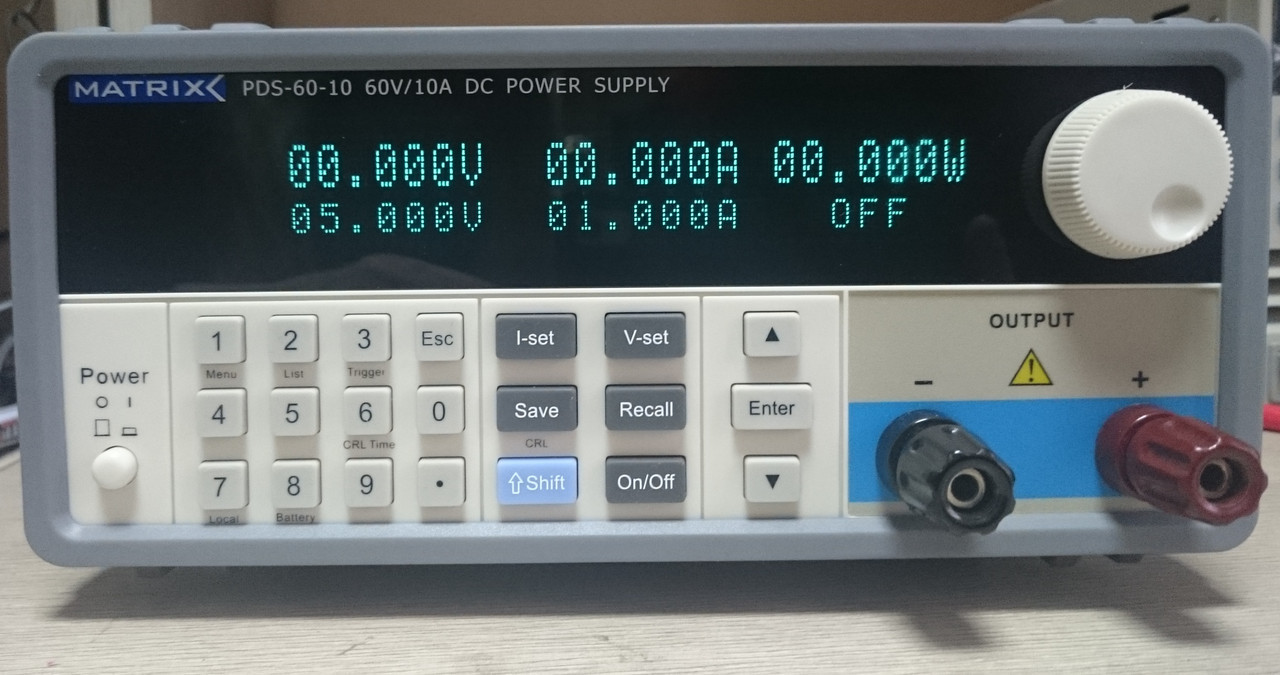 MATRIX PDS-60-10 60V/10A DC POWER SUPPLY
00.000V 00.000A 00.000W
05.000V 01.000A OFF
Power
1 2 3 Esc
Menu List Trigger
4 5 6 0
CRL Time
7 8 9 .
Local Battery
I-set V-set
Save Recall
CRL
⇧Shift On/Off
▲
Enter
▼
OUTPUT
− +